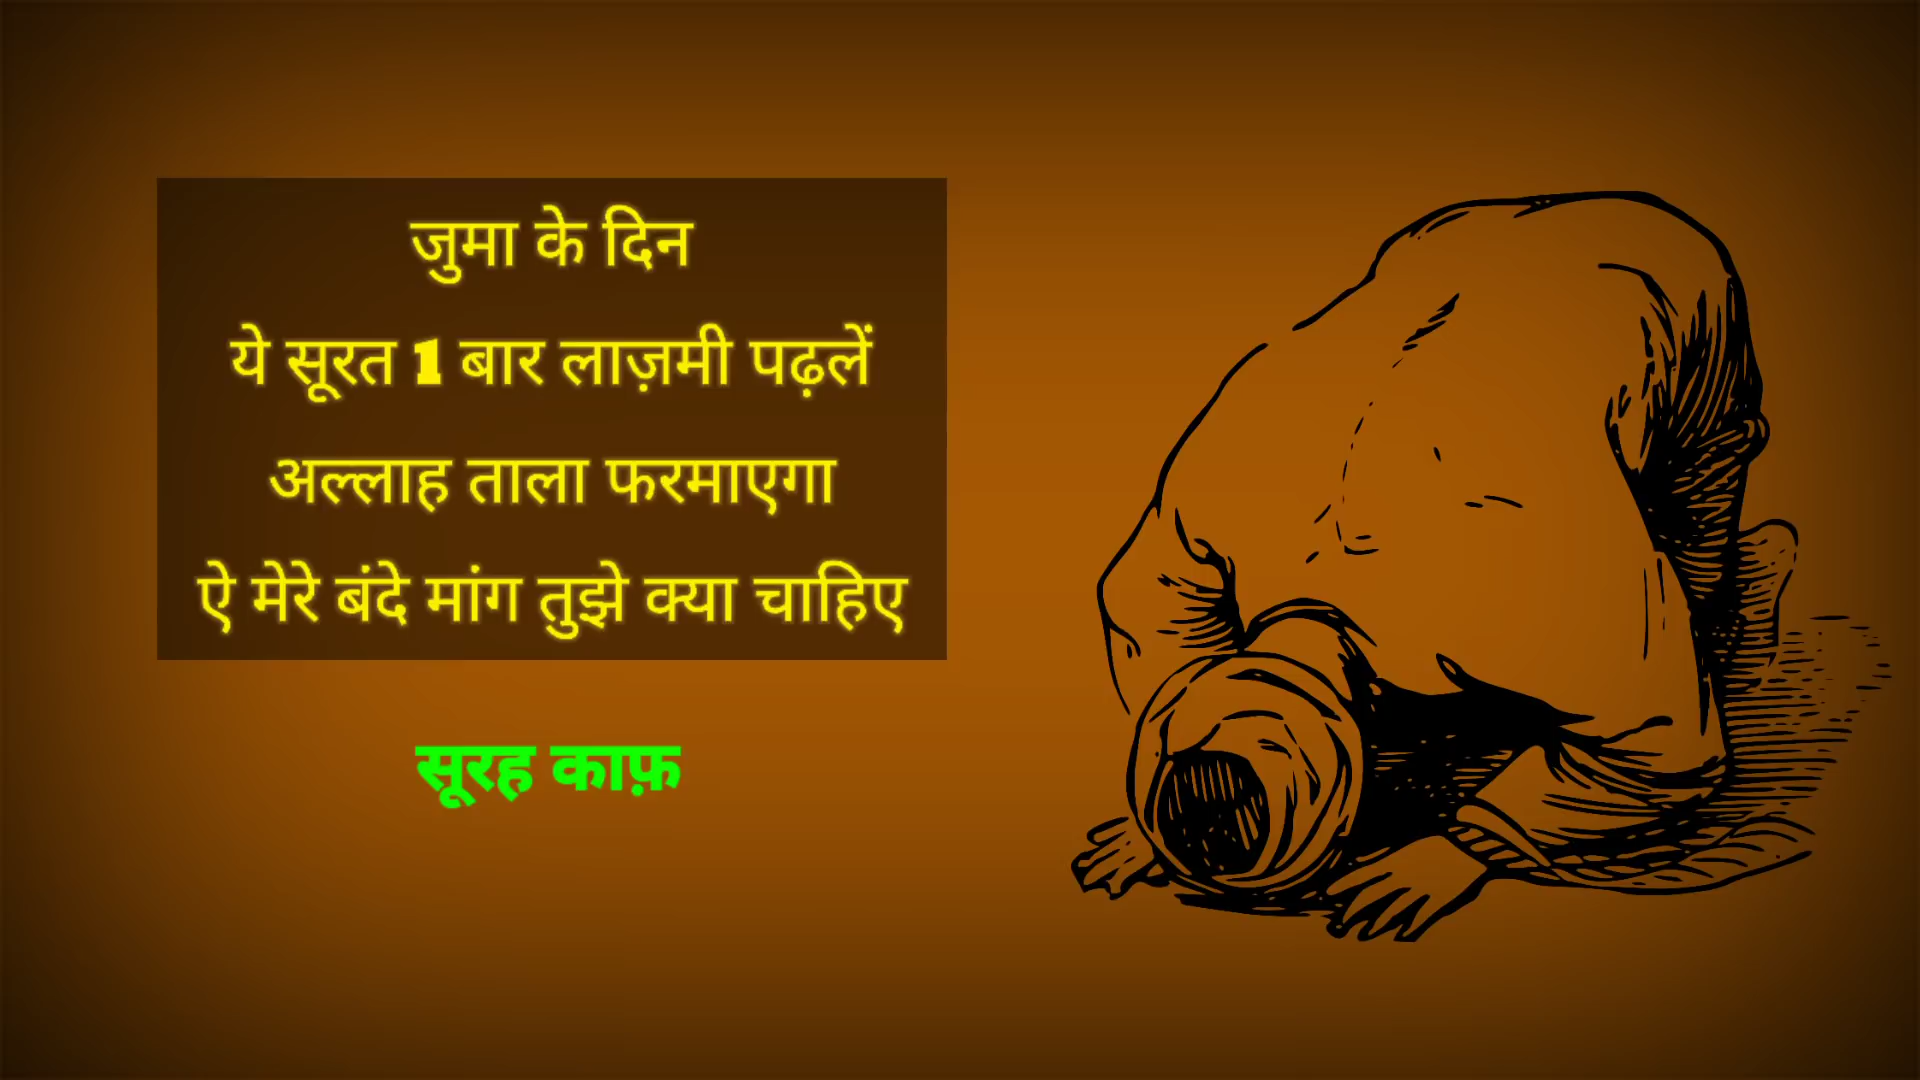 जुमा के दिन
ये सूरत 1 बार लाज़मी पढ़लें
अल्लाह ताला फरमाएगा
ऐ मेरे बंदे मांग तुझे क्या चाहिए
सूरह काफ़